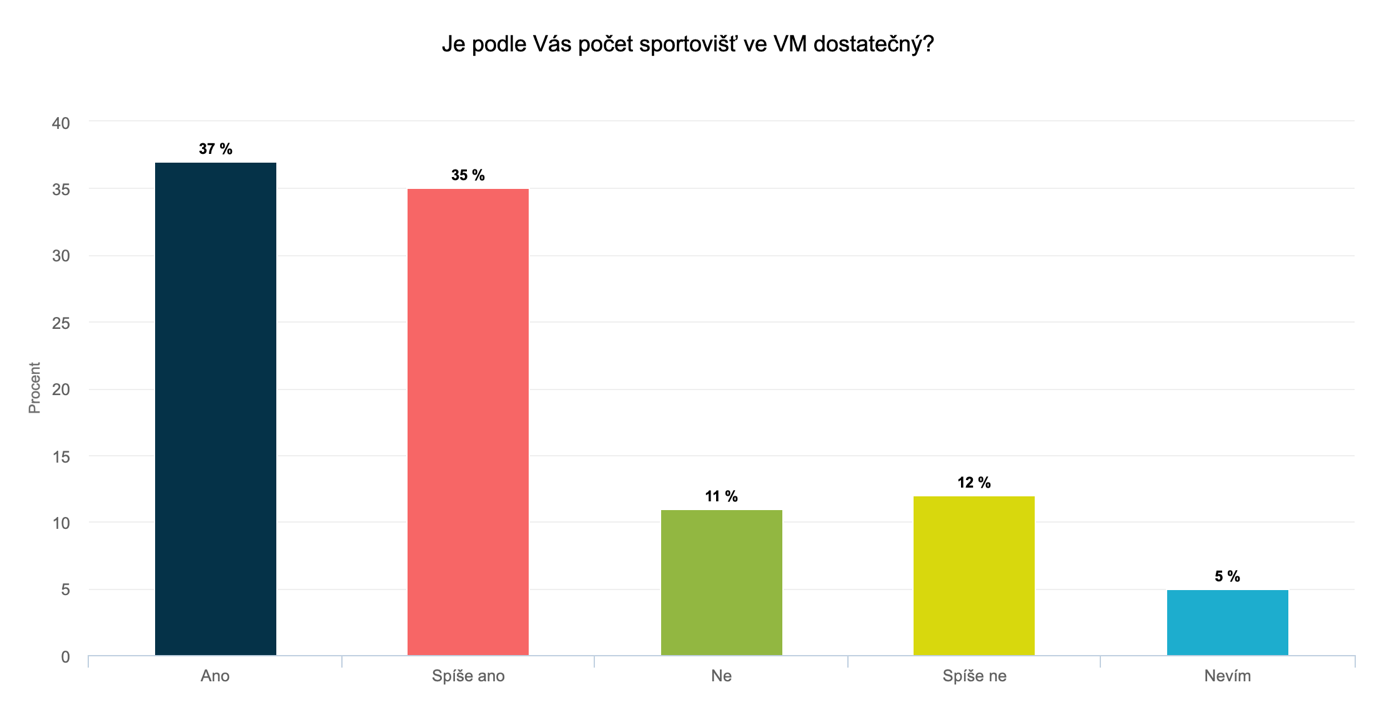 Je podle Vás počet sportovišť ve VM dostatečný?
Procent
40
35
30
25
20
15
10
5
0
37 %
35 %
11 %
12 %
5 %
Ano
Spíše ano
Ne
Spíše ne
Nevím